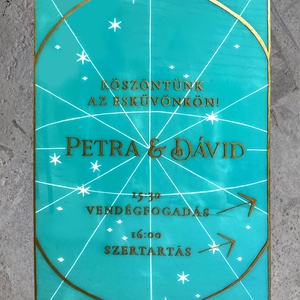 KÖSZÖNTÜNK
AZ ESKÜVŐNKÖN!
PETRA & DÁVID
15:30
VENDÉGFOGADÁS
16:00
SZERTARTÁS